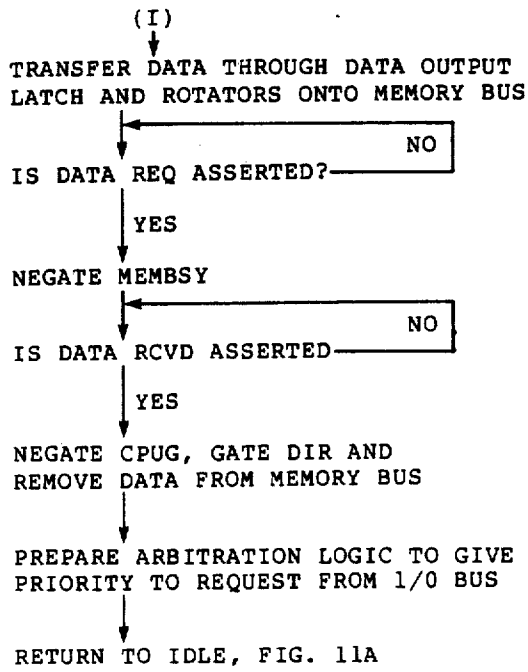 (I)
TRANSFER DATA THROUGH DATA OUTPUT
LATCH AND ROTATORS ONTO MEMORY BUS
NO
IS DATA REQ ASSERTED?
YES
NEGATE MEMBSY
NO
IS DATA RCVD ASSERTED
YES
NEGATE CPUG, GATE DIR AND
REMOVE DATA FROM MEMORY BUS
PREPARE ARBITRATION LOGIC TO GIVE
PRIORITY TO REQUEST FROM 1/0 BUS
RETURN TO IDLE, FIG. 11A